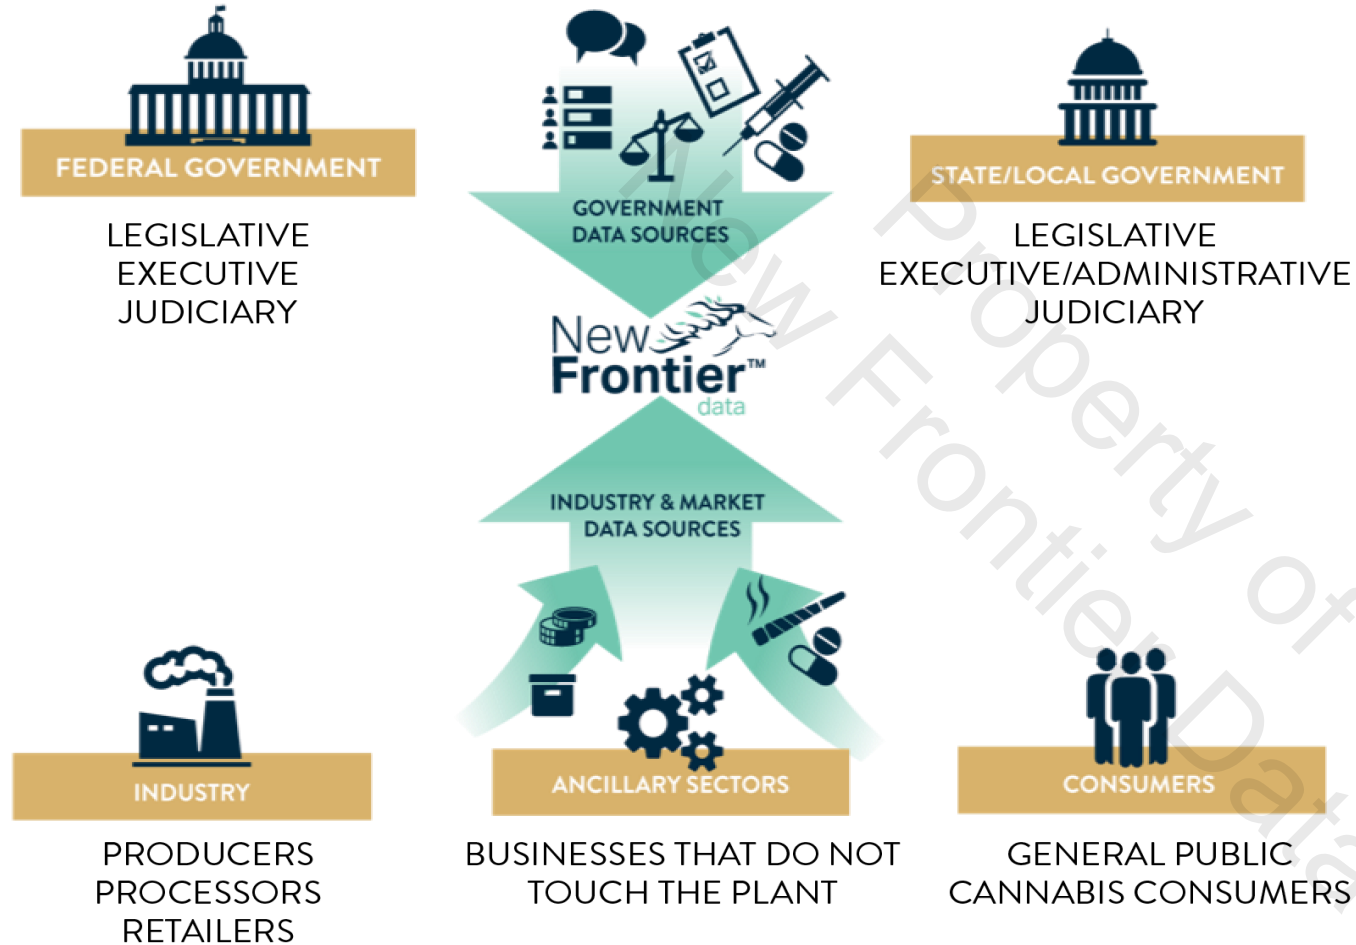 FEDERAL GOVERNMENT
LEGISLATIVE
EXECUTIVE
JUDICIARY
GOVERNMENT
DATA SOURCES
STATE/LOCAL GOVERNMENT
LEGISLATIVE
EXECUTIVE/ADMINISTRATIVE
JUDICIARY
New
Frontier™
data
INDUSTRY & MARKET
DATA SOURCES
INDUSTRY
PRODUCERS
PROCESSORS
RETAILERS
ANCILLARY SECTORS
BUSINESSES THAT DO NOT
TOUCH THE PLANT
CONSUMERS
GENERAL PUBLIC
CANNABIS CONSUMERS
Property of
New Frontier Data